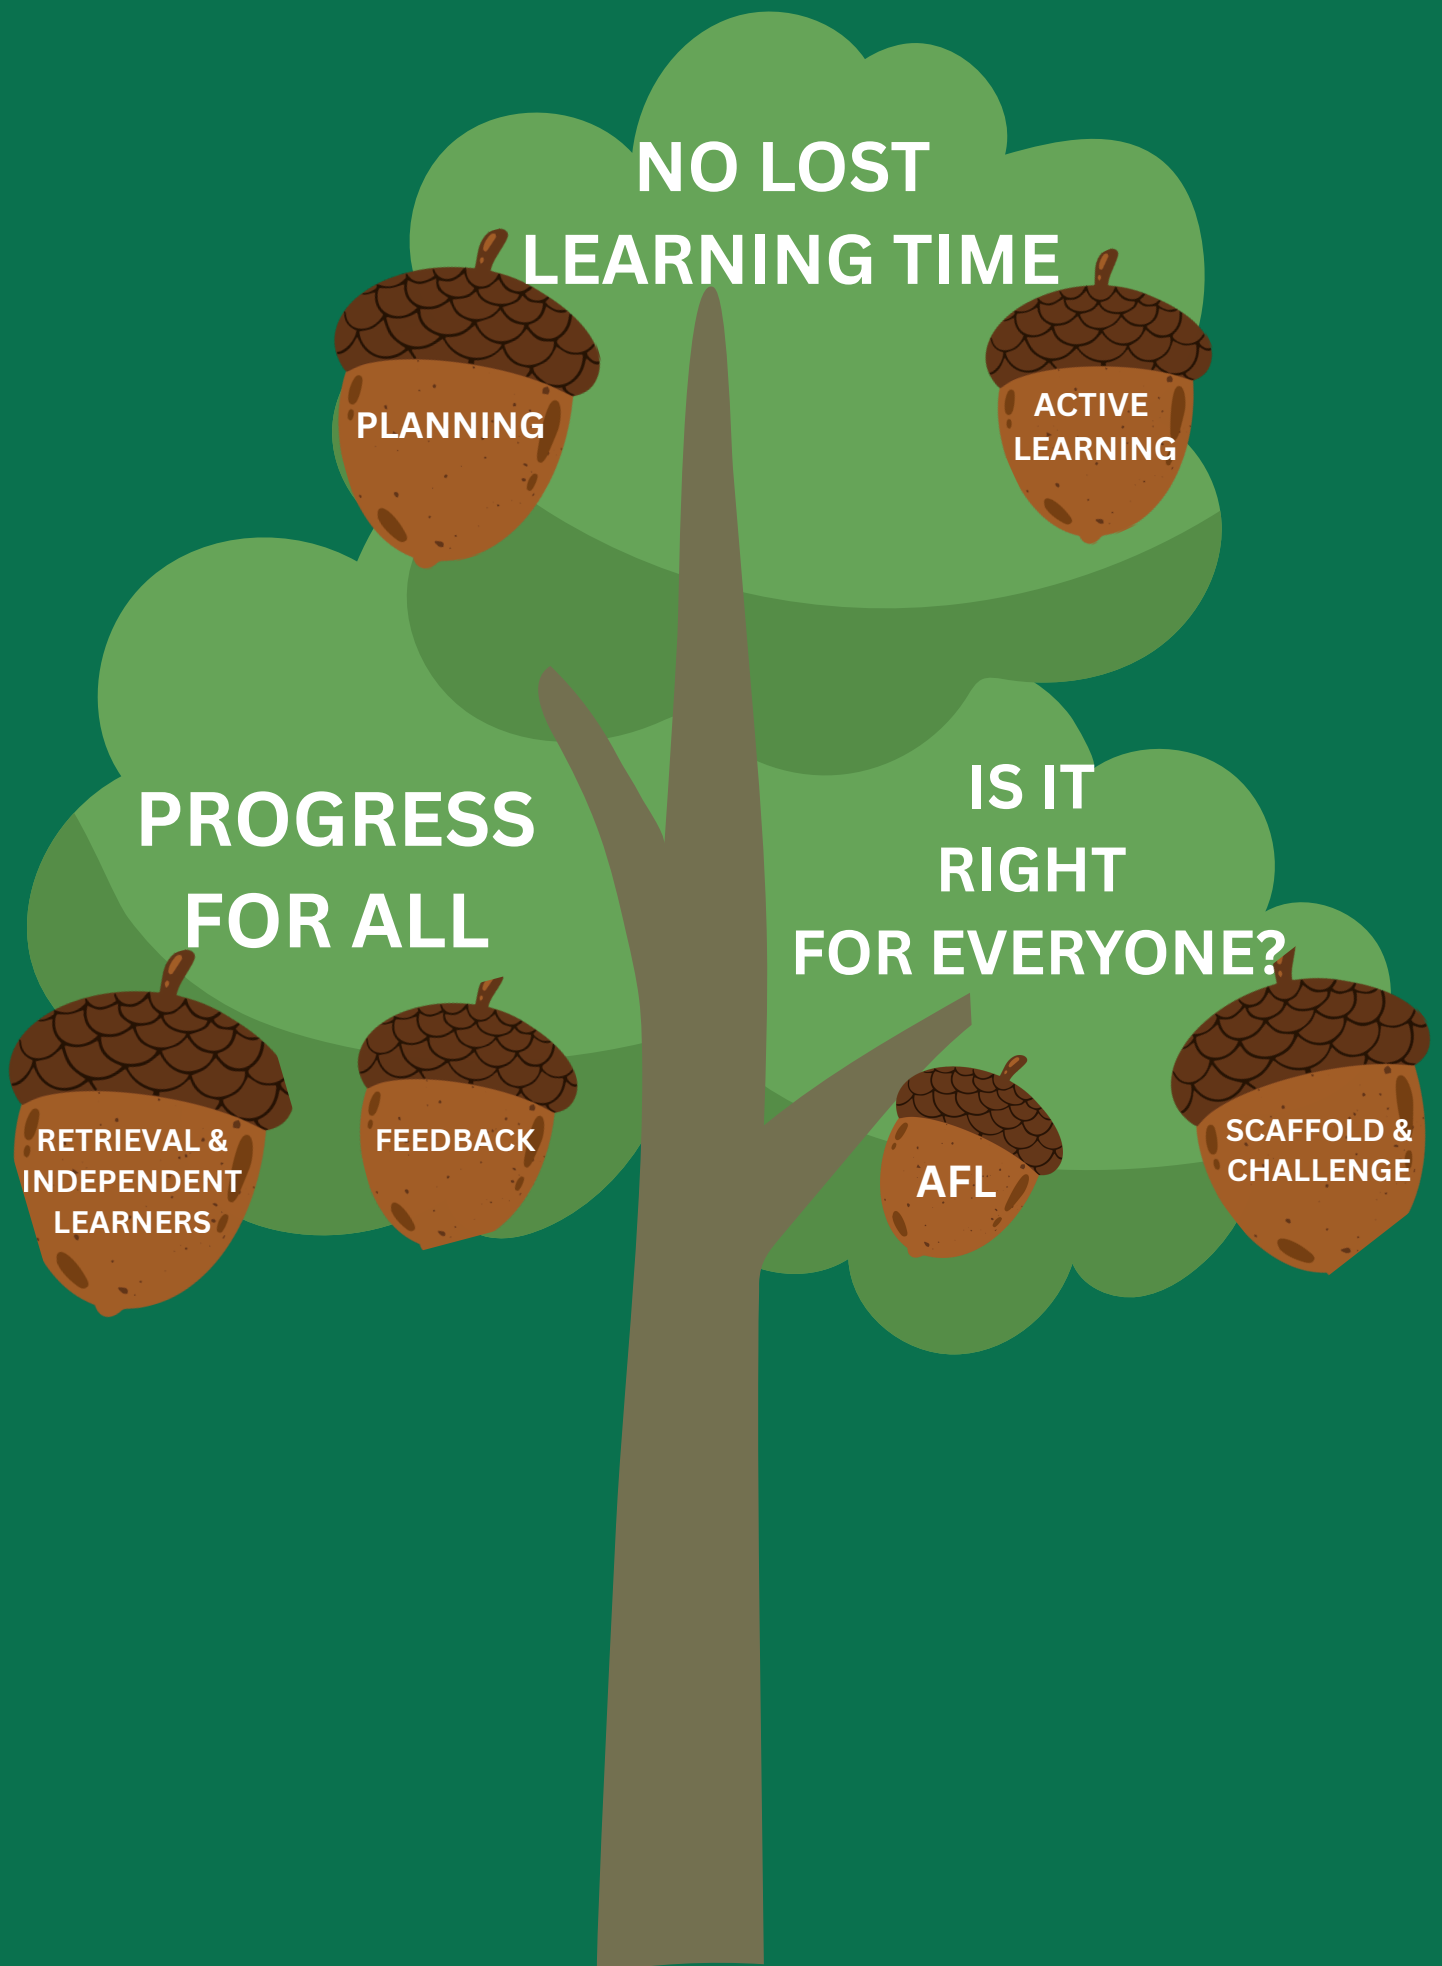 NO LOST
LEARNING TIME
PLANNING
ACTIVE
LEARNING
PROGRESS
FOR ALL
IS IT
RIGHT
FOR EVERYONE?
RETRIEVAL &
INDEPENDENT
LEARNERS
FEEDBACK
AFL
SCAFFOLD &
CHALLENGE